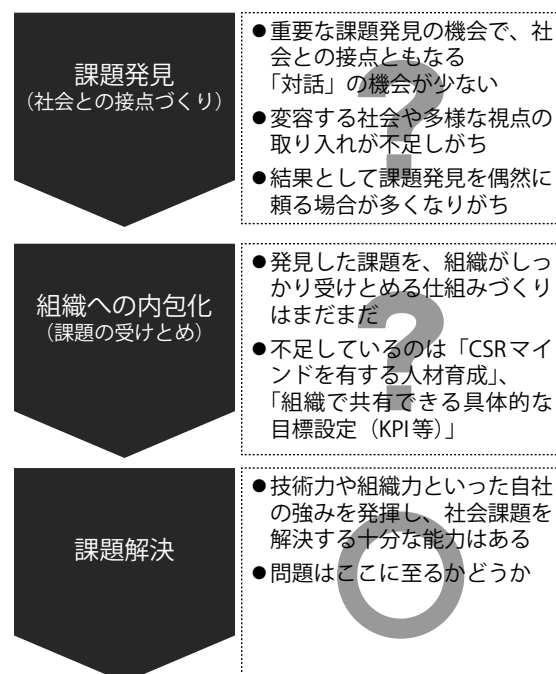 課題発見
（社会との接点づくり）
●重要な課題発見の機会で、社
会との接点ともなる
「対話」の機会が少ない
●変容する社会や多様な視点の
取り入れが不足しがち
●結果として課題発見を偶然に
頼る場合が多くなりがち
?
組織への内包化
（課題の受けとめ）
●発見した課題を、組織がしっ
かり受けとめる仕組みづくり
はまだまだ
●不足しているのは「CSRマイ
ンドを有する人材育成」、
「組織で共有できる具体的な
目標設定（KPI等）」
?
課題解決
●技術力や組織力といった自社
の強みを発揮し、社会課題を
解決する十分な能力はある
●問題はここに至るかどうか